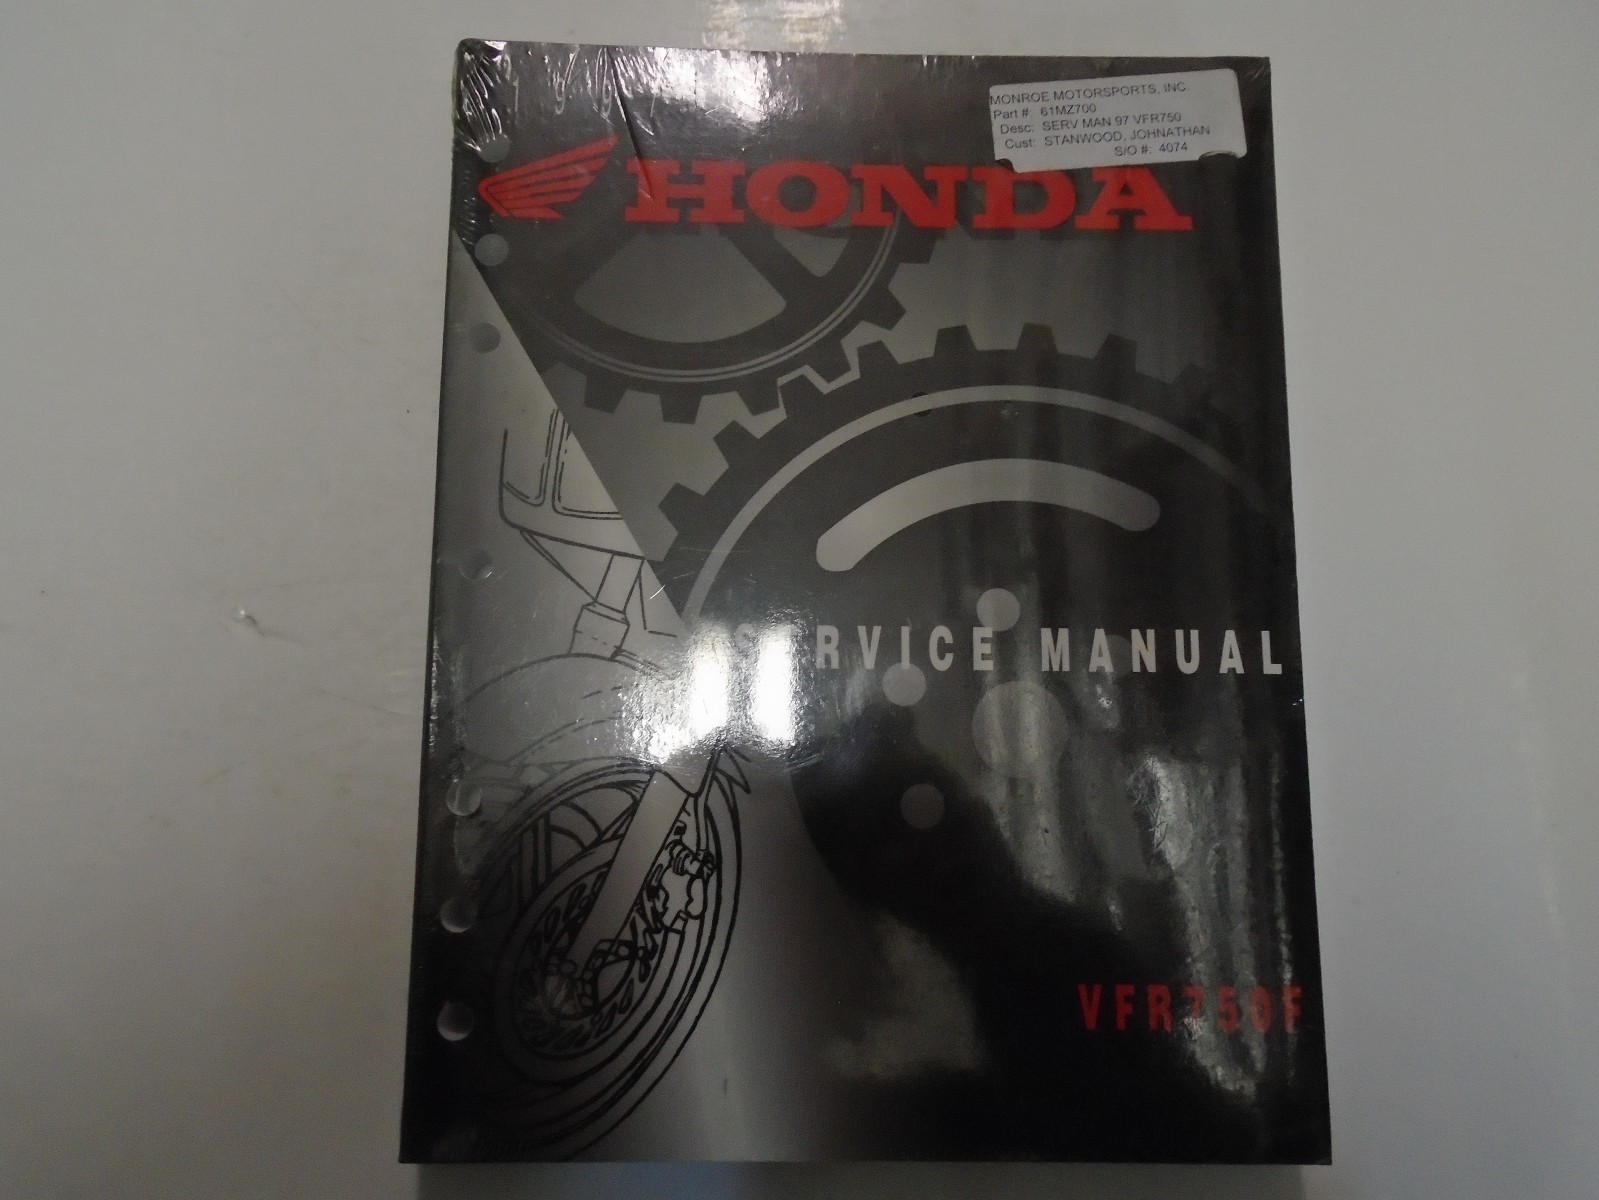 MONROE MOTORSPORTS, INC.
Part #: 61MZ700
Desc: SERV MAN 97 VFR750
Cust: STANWOOD, JOHNATHAN
S/O #: 4074
HONDA
SERVICE MANUAL
VFR750F